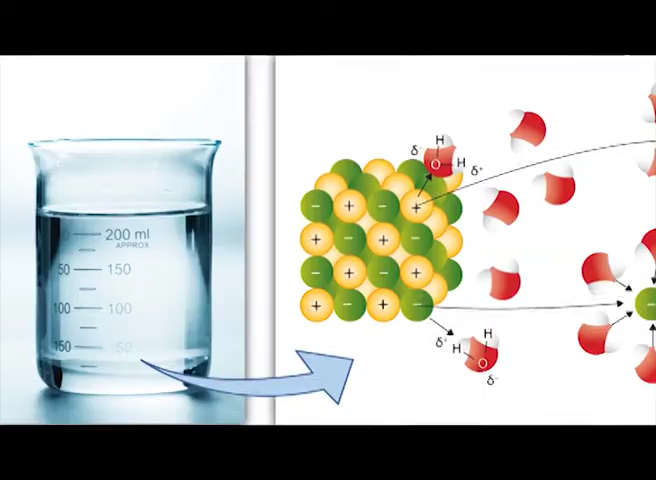 200 ml
APPROX
50 150
100 100
150 50
H
δ⁻
O H
δ⁺
− + − +
+ − + −
− + − +
+ − + −
−
δ⁺ H
H
O
δ⁻